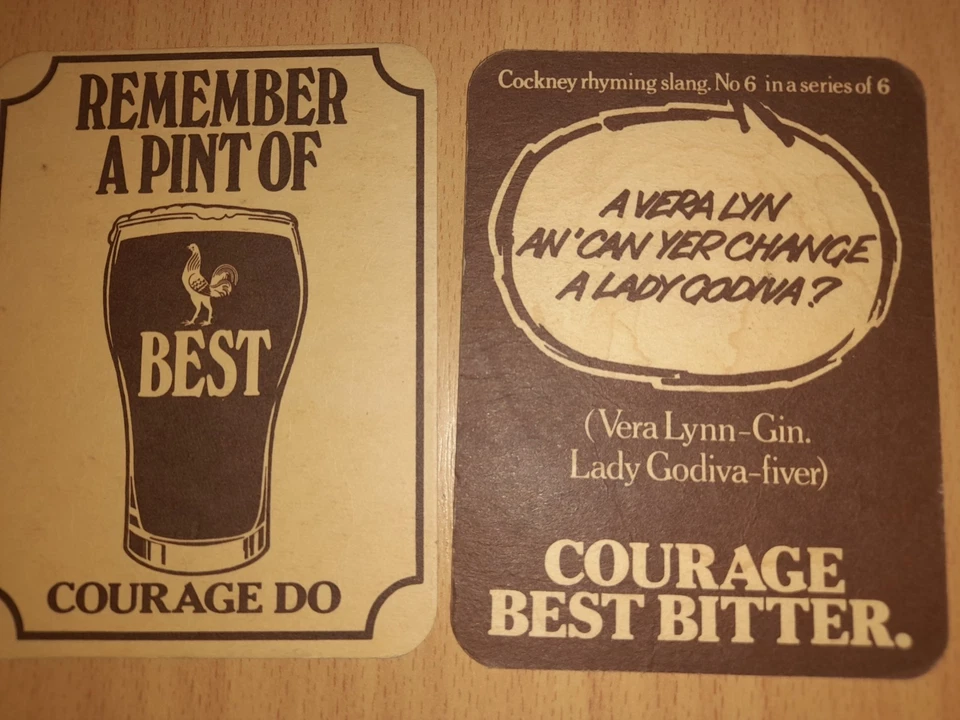 REMEMBER
A PINT OF
BEST
COURAGE DO
Cockney rhyming slang. No 6 in a series of 6
A VERA LYN
AN' CAN YER CHANGE
A LADY GODIVA?
(Vera Lynn-Gin.
Lady Godiva-fiver)
COURAGE
BEST BITTER.